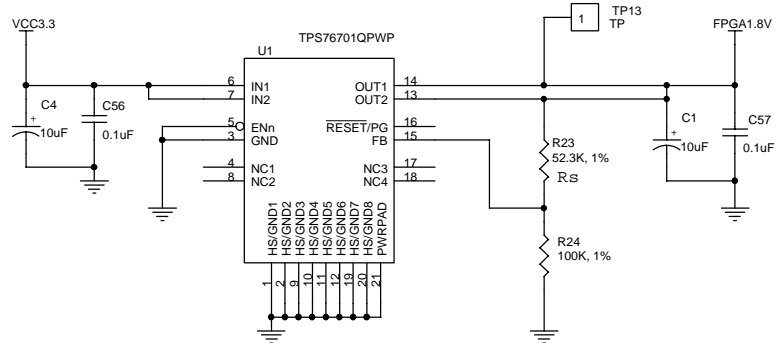 VCC3.3
TP13
TP
1
FPGA1.8V
TPS76701QPWP
U1
C4
+
10uF
C56
0.1uF
6
7
5
3
4
8
IN1
IN2
ENn
GND
NC1
NC2
OUT1
OUT2
RESET/PG
FB
NC3
NC4
14
13
16
15
17
18
HS/GND1
HS/GND2
HS/GND3
HS/GND4
HS/GND5
HS/GND6
HS/GND7
HS/GND8
PWRPAD
1
2
9
10
11
12
19
20
21
R23
52.3K, 1%
Rs
R24
100K, 1%
C1
+
10uF
C57
0.1uF